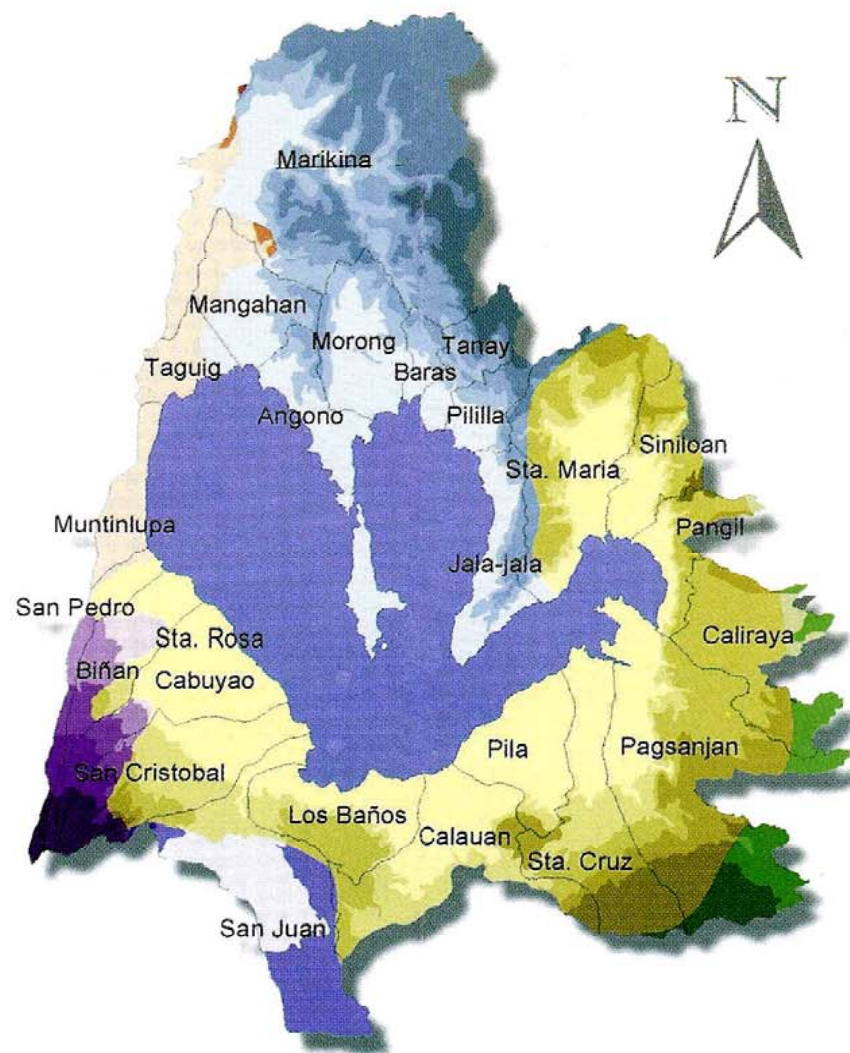 N
Marikina
Mangahan
Morong
Tanay
Baras
Taguig
Angono
Pililla
Siniloan
Sta. Maria
Muntinlupa
Pangil
Jala-jala
San Pedro
Sta. Rosa
Caliraya
Biñan
Cabuyao
Pila
Pagsanjan
San Cristobal
Los Baños
Calauan
Sta. Cruz
San Juan